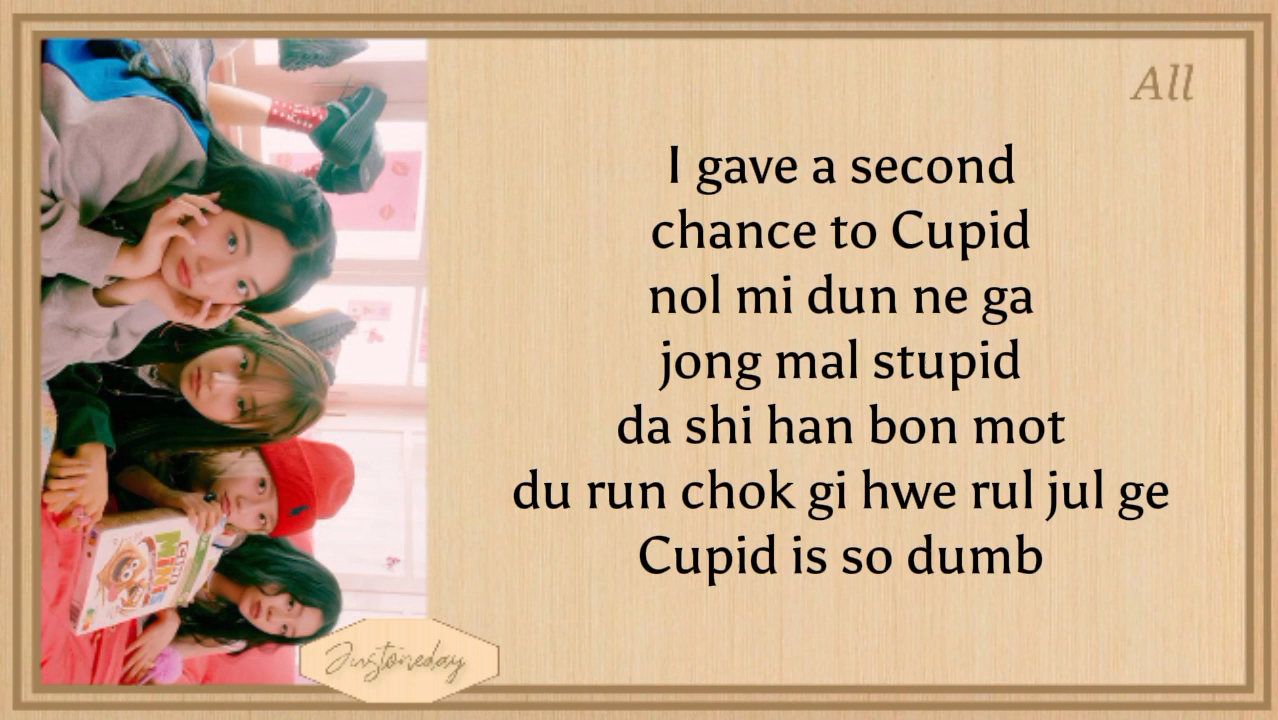 All
I gave a second
chance to Cupid
nol mi dun ne ga
jong mal stupid
da shi han bon mot
du run chok gi hwe rul jul ge
Cupid is so dumb
Justoneday